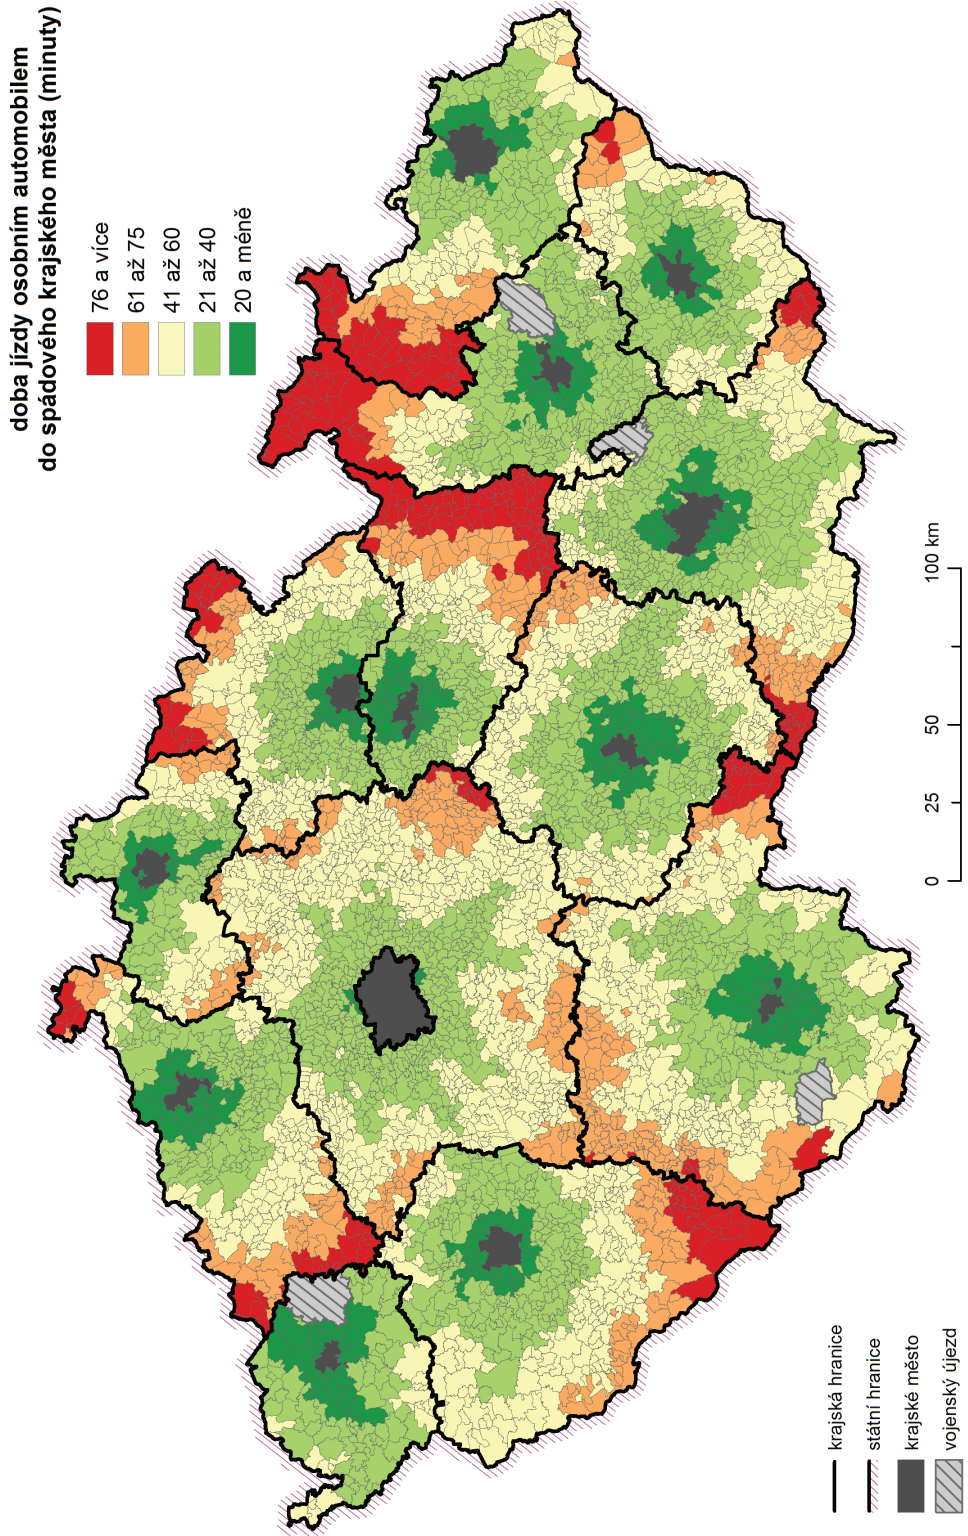 doba jízdy osobním automobilem
do spádového krajského města (minuty)
76 a více
61 až 75
41 až 60
21 až 40
20 a méně
krajská hranice
státní hranice
krajské město
vojenský újezd
0
25
50
100 km